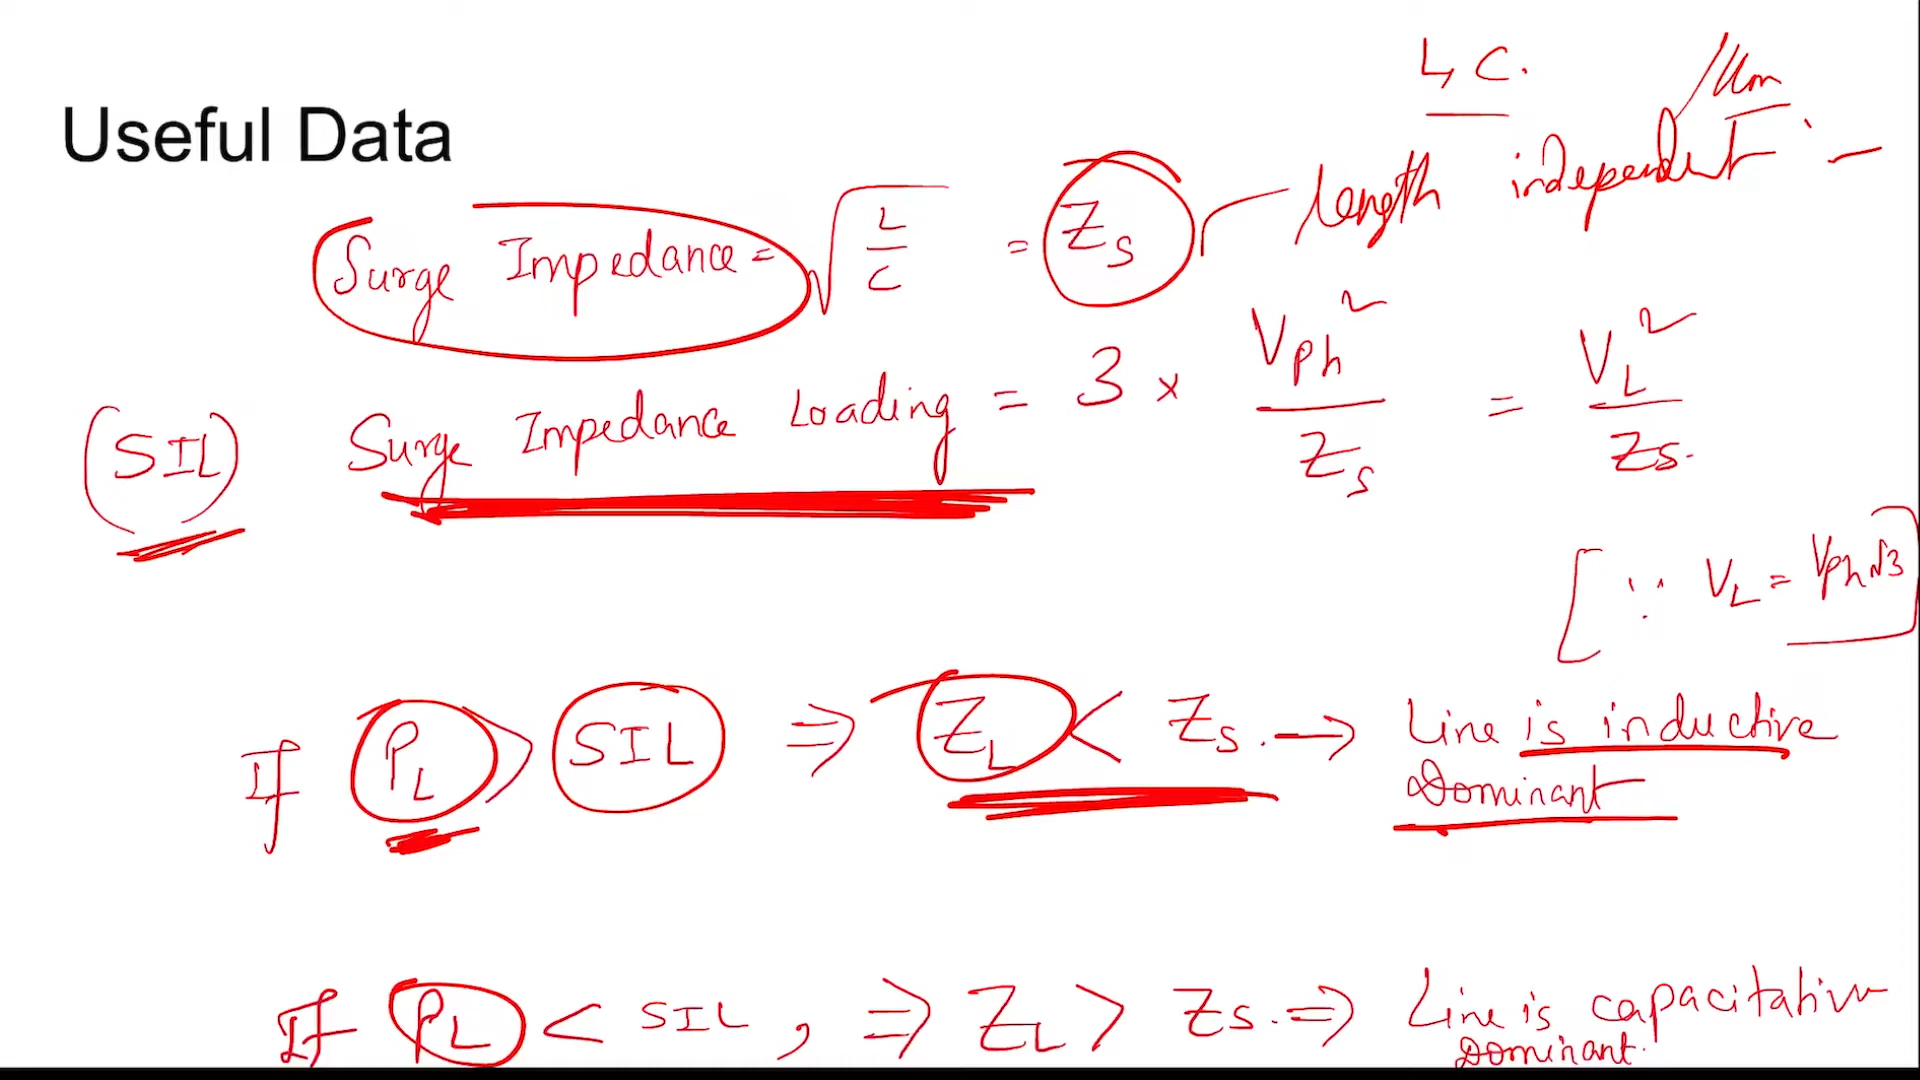 L, C. /Km
Useful Data
Surge Impedance = √(L/C) = Zs length independent :-
(SIL) Surge Impedance Loading = 3 × Vph²/Zs = VL²/Zs.
[∵ VL = Vph√3]
If PL > SIL ⇒ ZL < Zs. → Line is inductive
Dominant
If PL < SIL, ⇒ ZL > Zs. ⇒ Line is capacitative
Dominant.